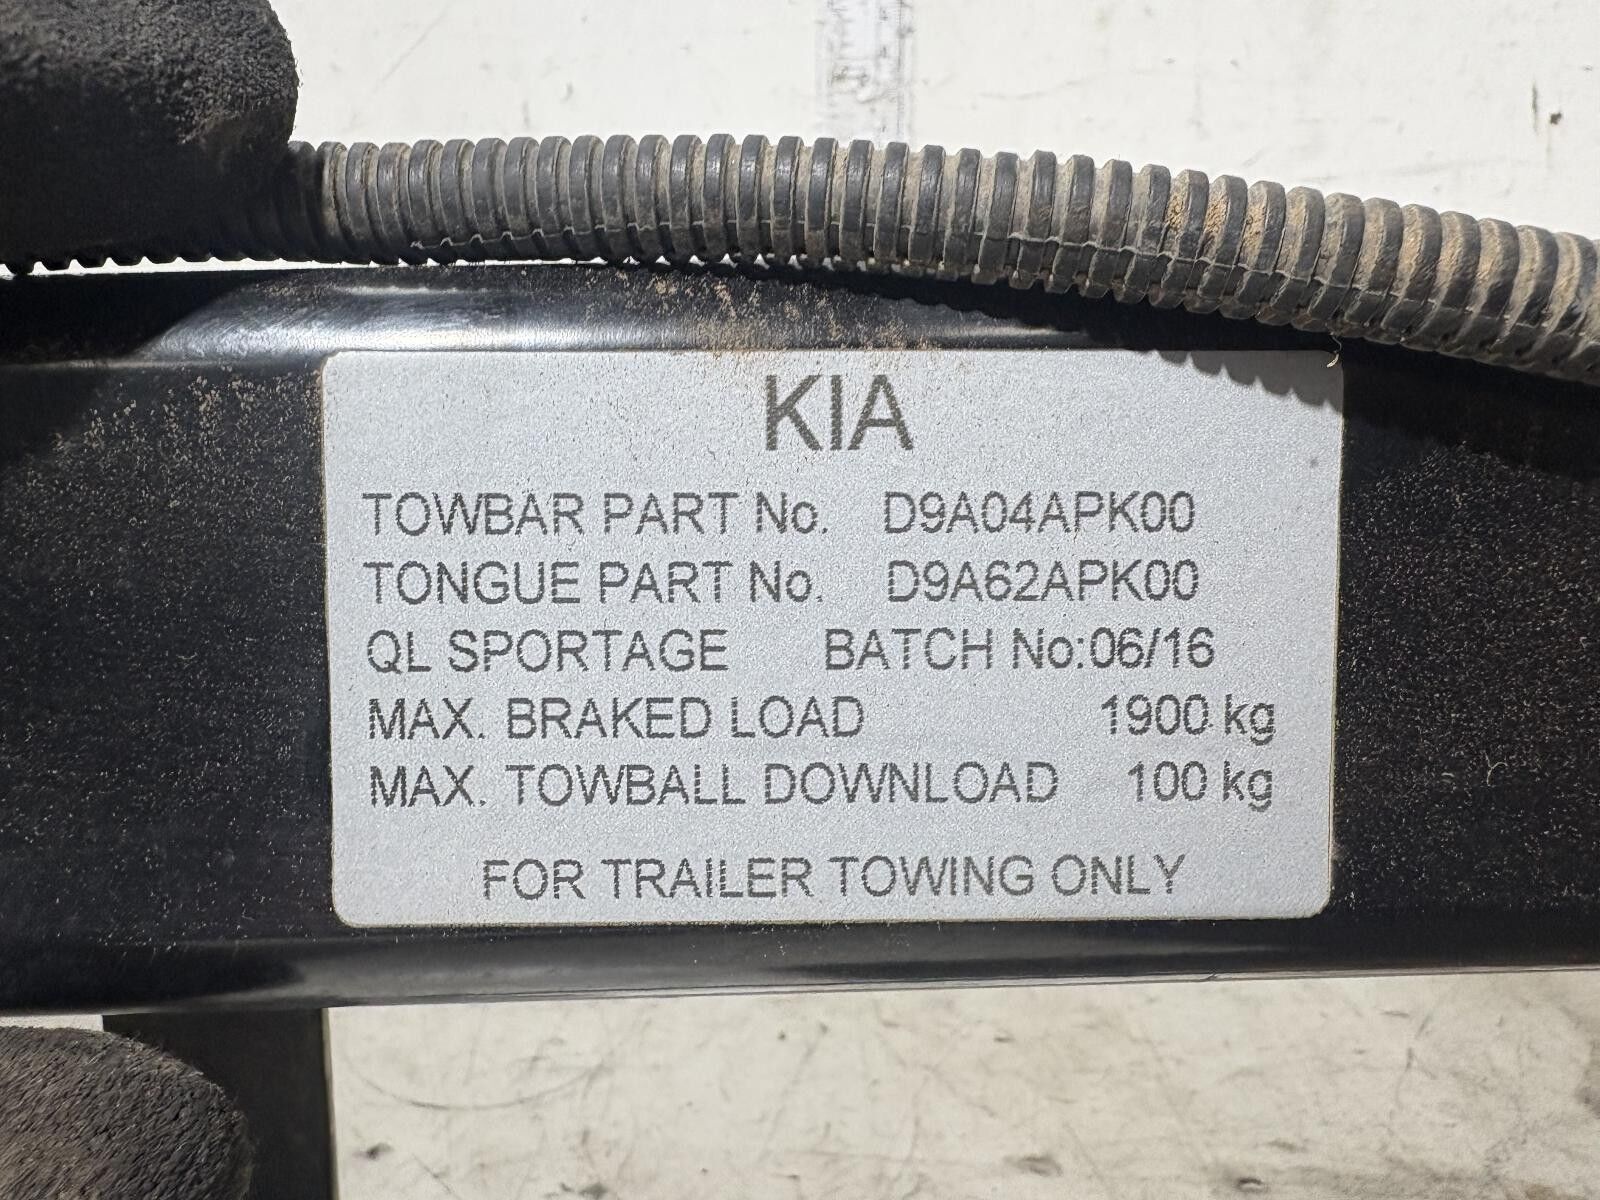 KIA
TOWBAR PART No. D9A04APK00
TONGUE PART No. D9A62APK00
QL SPORTAGE BATCH No:06/16
MAX. BRAKED LOAD 1900 kg
MAX. TOWBALL DOWNLOAD 100 kg
FOR TRAILER TOWING ONLY